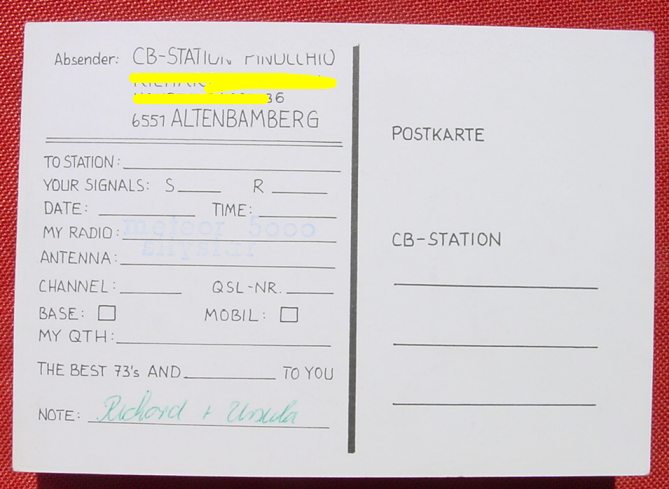 Absender: CB-STATION PINOCCHIO
36
6551 ALTENBAMBERG
TO STATION:
YOUR SIGNALS: S R
DATE: TIME:
MY RADIO: meteor 5000
ANTENNA:
CHANNEL: QSL-NR.
BASE: MOBIL:
MY QTH:
THE BEST 73's AND TO YOU
NOTE: Richard + Ursula
POSTKARTE
CB-STATION